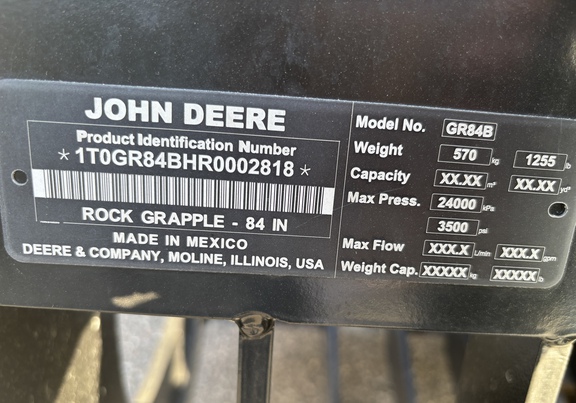 JOHN DEERE
Product Identification Number
*1T0GR84BHR0002818*
ROCK GRAPPLE - 84 IN
MADE IN MEXICO
DEERE & COMPANY, MOLINE, ILLINOIS, USA
Model No. GR84B
Weight 570 kg 1255 lb
Capacity XX.XX m³ XX.XX yd³
Max Press. 24000 kPa
3500 psi
Max Flow XXX.X L/min XXX.X gpm
Weight Cap. XXXXX kg XXXXX lb